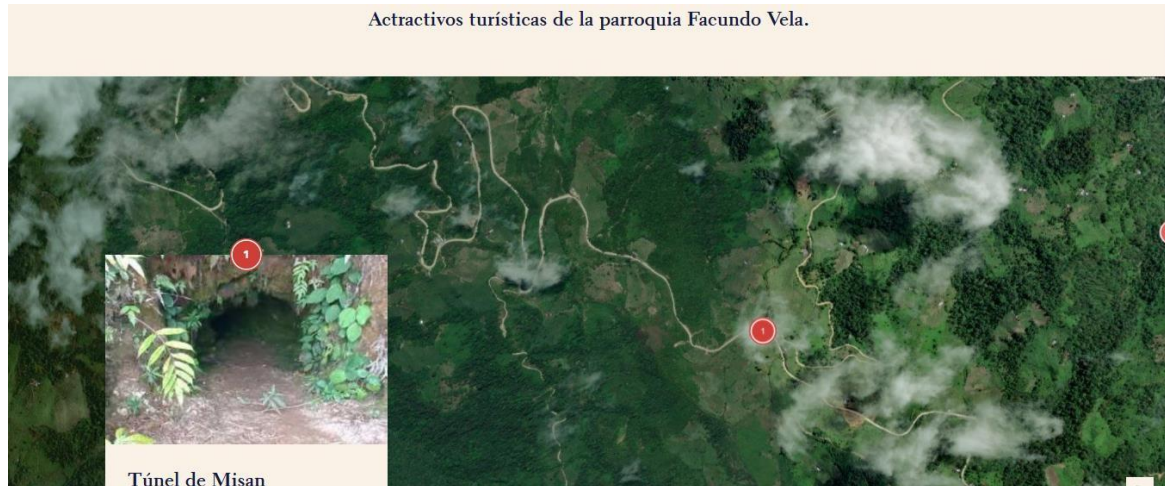 Actractivos turísticas de la parroquia Facundo Vela.
1
1
Túnel de Misan